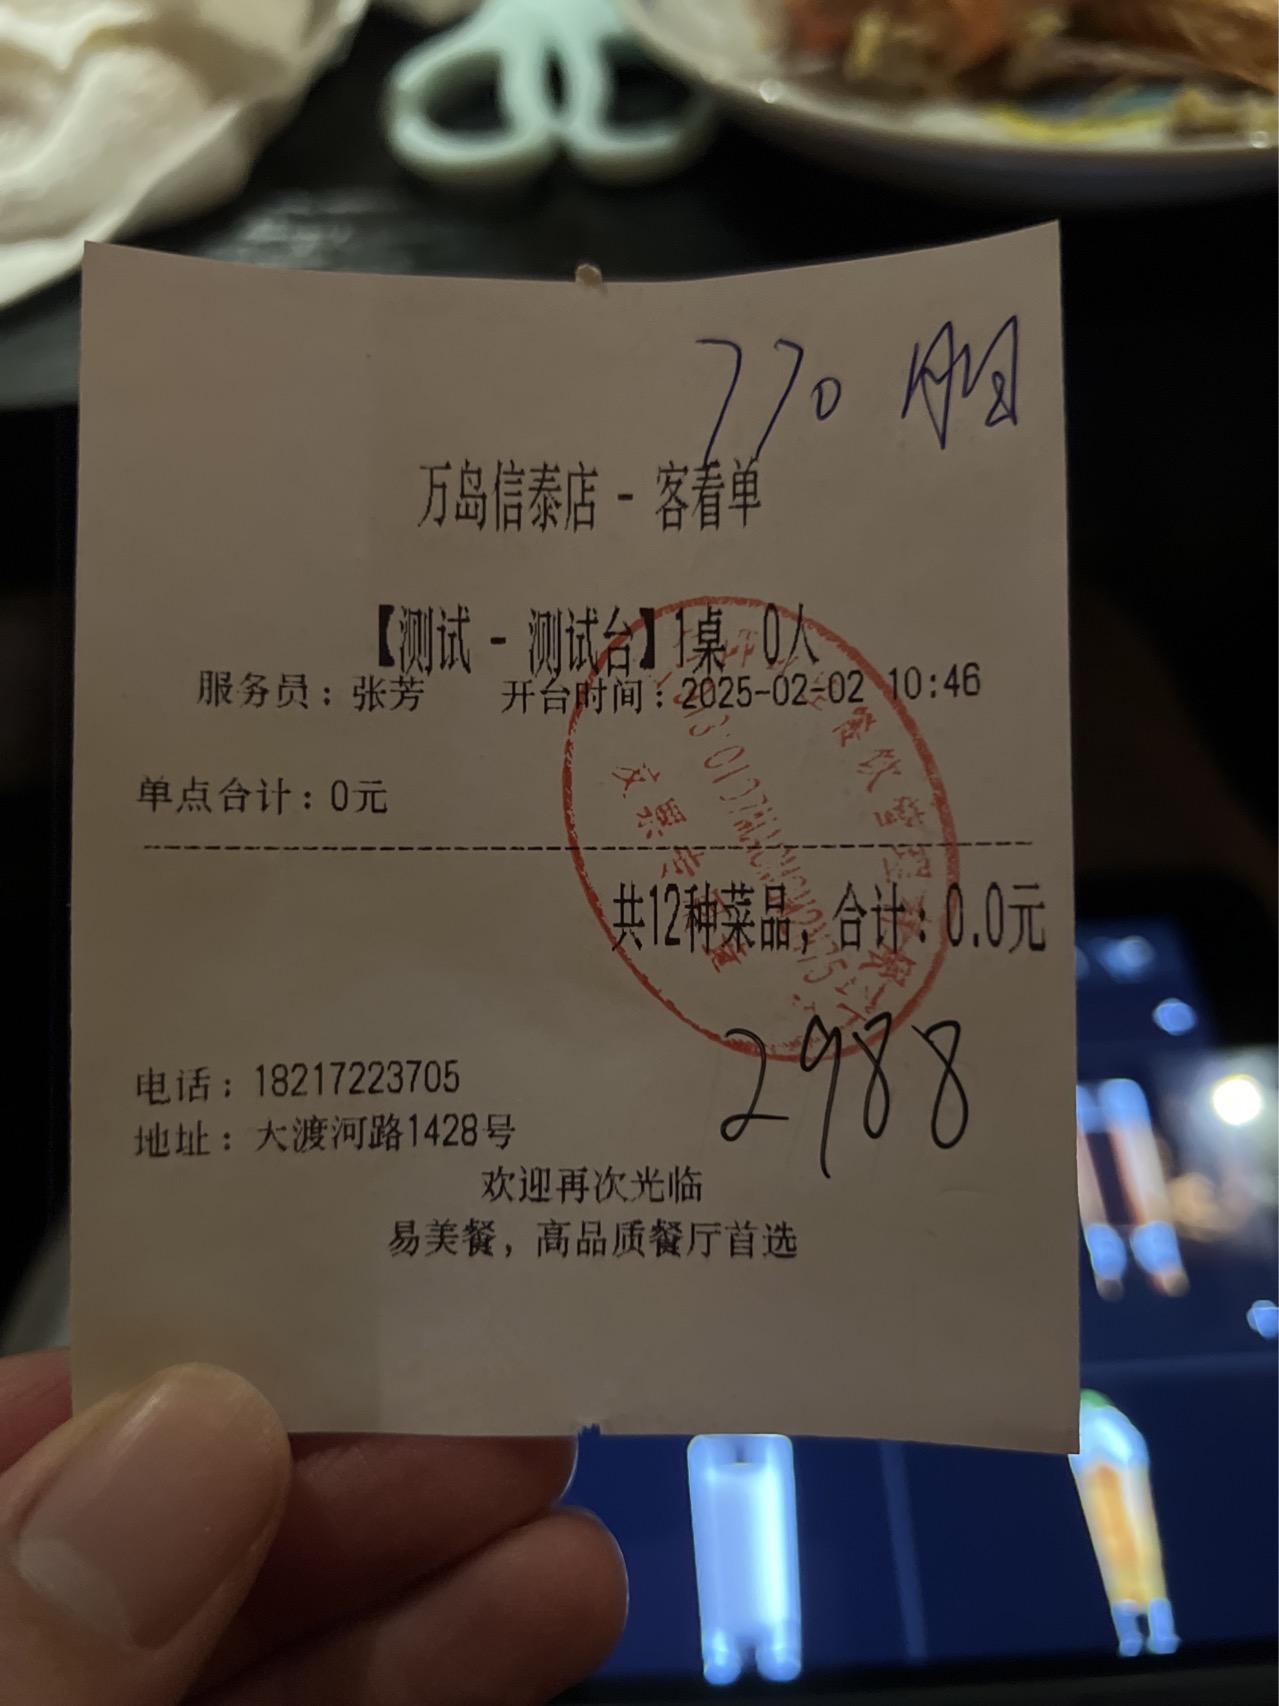 770
万岛信泰店 - 客看单
【测试 - 测试台】1桌 0人
服务员：张芳 开台时间：2025-02-02 10:46
单点合计：0元
共12种菜品，合计：0.0元
2988
电话：18217223705
地址：大渡河路1428号
欢迎再次光临
易美餐，高品质餐厅首选